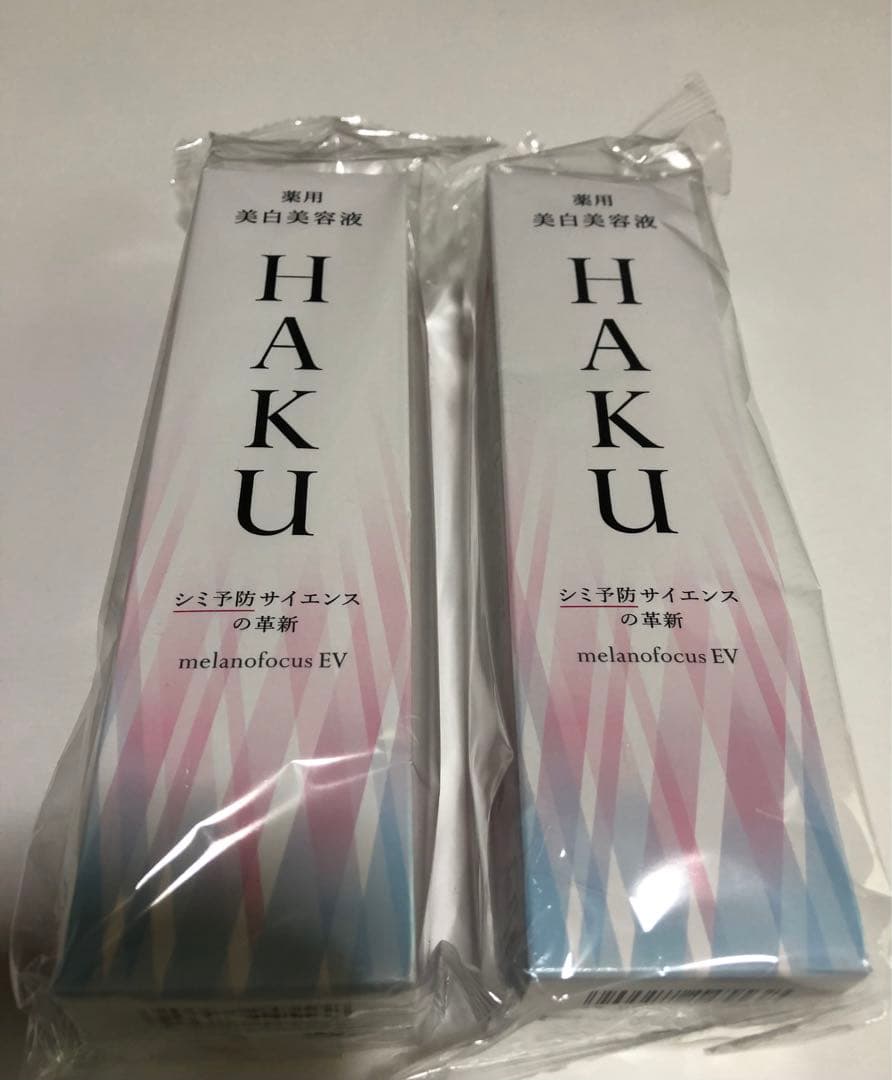 薬用
美白美容液
HAKU
シミ予防サイエンス
の革新
melanofocus EV
薬用
美白美容液
HAKU
シミ予防サイエンス
の革新
melanofocus EV